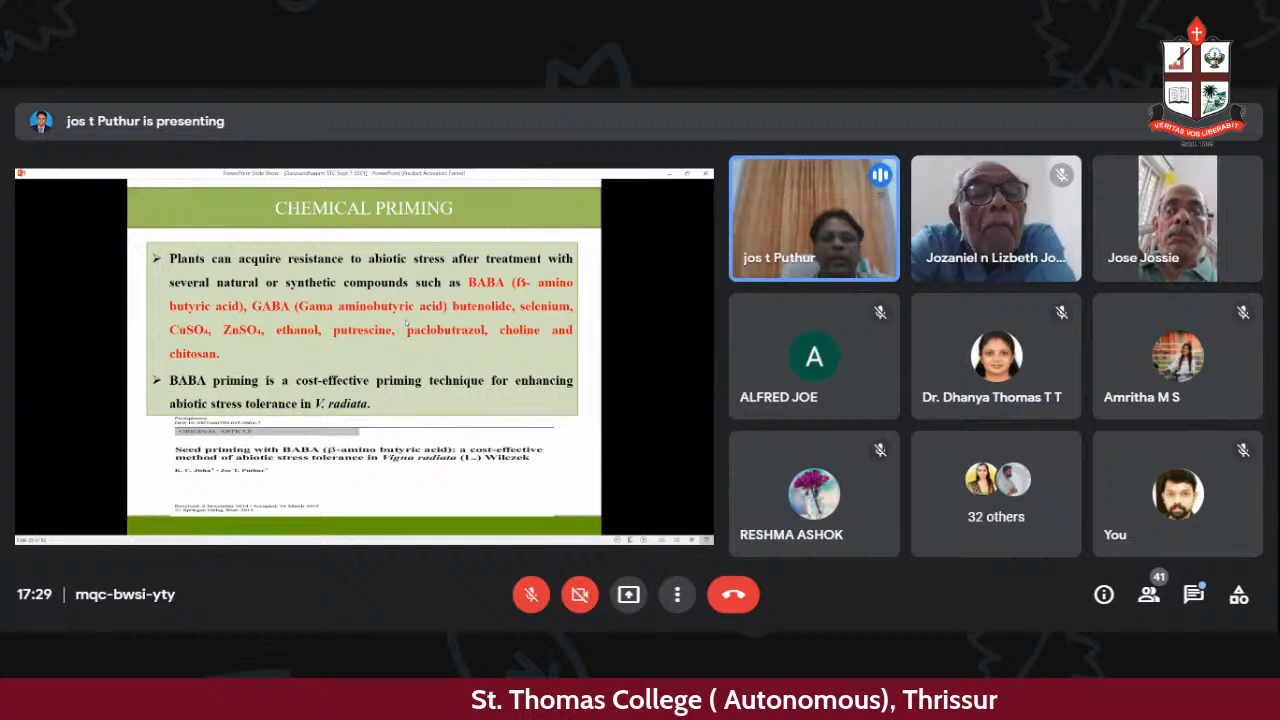 jos t Puthur is presenting
VERITAS VOS LIBERABIT
CHEMICAL PRIMING
➢ Plants can acquire resistance to abiotic stress after treatment with
several natural or synthetic compounds such as BABA (ß- amino
butyric acid), GABA (Gama aminobutyric acid) butenolide, selenium,
CuSO₄, ZnSO₄, ethanol, putrescine, paclobutrazol, choline and
chitosan.
➢ BABA priming is a cost-effective priming technique for enhancing
abiotic stress tolerance in V. radiata.
ORIGINAL ARTICLE
Seed priming with BABA (β-amino butyric acid): a cost-effective
method of abiotic stress tolerance in Vigna radiata (L.) Wilczek
K. C. Jisha · Jos T. Puthur
jos t Puthur
Jozaniel n Lizbeth Jo...
Jose Jossie
A
ALFRED JOE
Dr. Dhanya Thomas T T
Amritha M S
RESHMA ASHOK
32 others
You
17:29 | mqc-bwsi-yty
41
St. Thomas College ( Autonomous), Thrissur